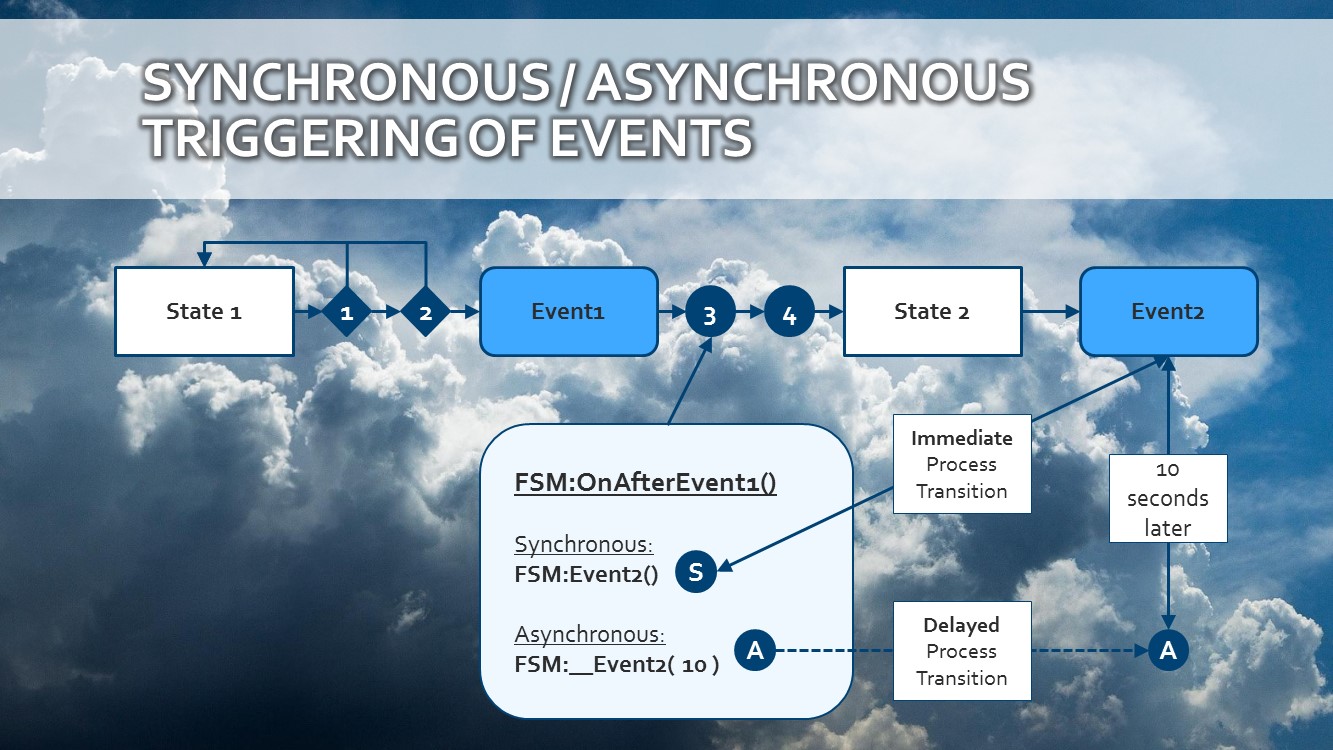 SYNCHRONOUS / ASYNCHRONOUS
TRIGGERING OF EVENTS
State 1
1
2
Event1
3
4
State 2
Event2
FSM:OnAfterEvent1()
Synchronous:
FSM:Event2()
S
Asynchronous:
FSM:__Event2( 10 )
A
Immediate
Process
Transition
10
seconds
later
Delayed
Process
Transition
A